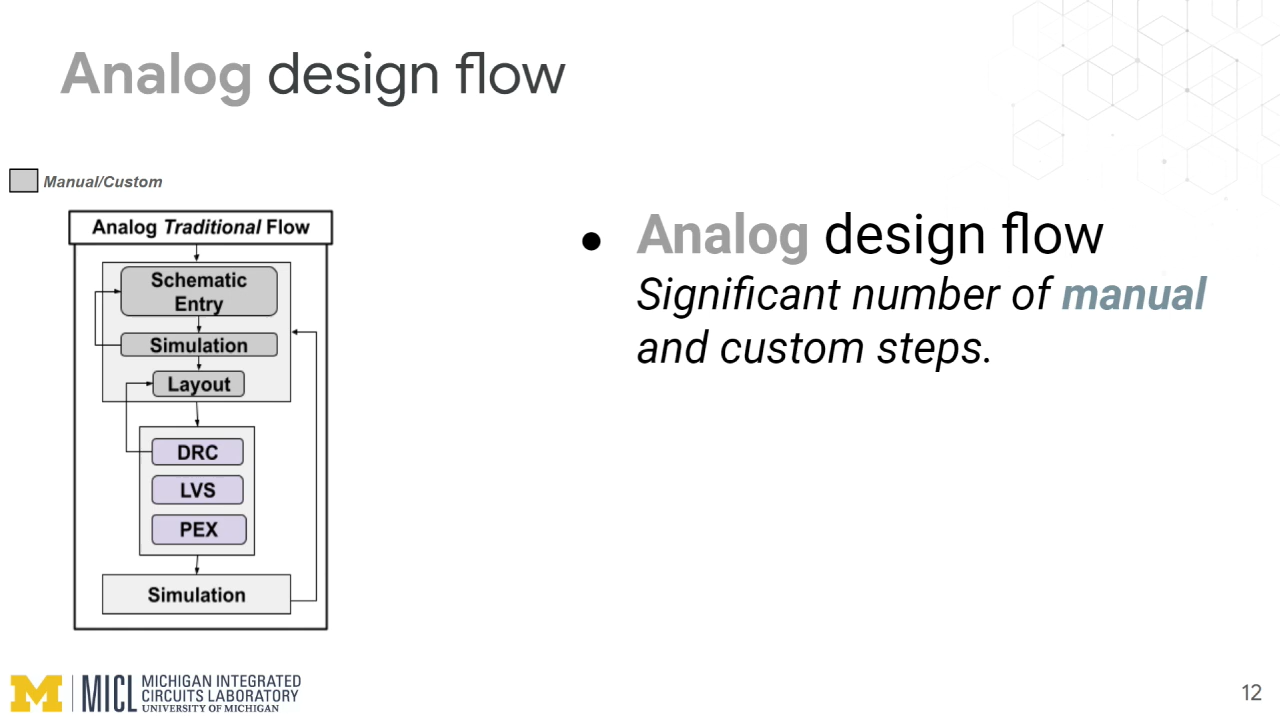 Analog design flow
Manual/Custom
Analog Traditional Flow
Schematic
Entry
Simulation
Layout
DRC
LVS
PEX
Simulation
● Analog design flow
Significant number of manual
and custom steps.
M MICL MICHIGAN INTEGRATED
CIRCUITS LABORATORY
UNIVERSITY OF MICHIGAN
12